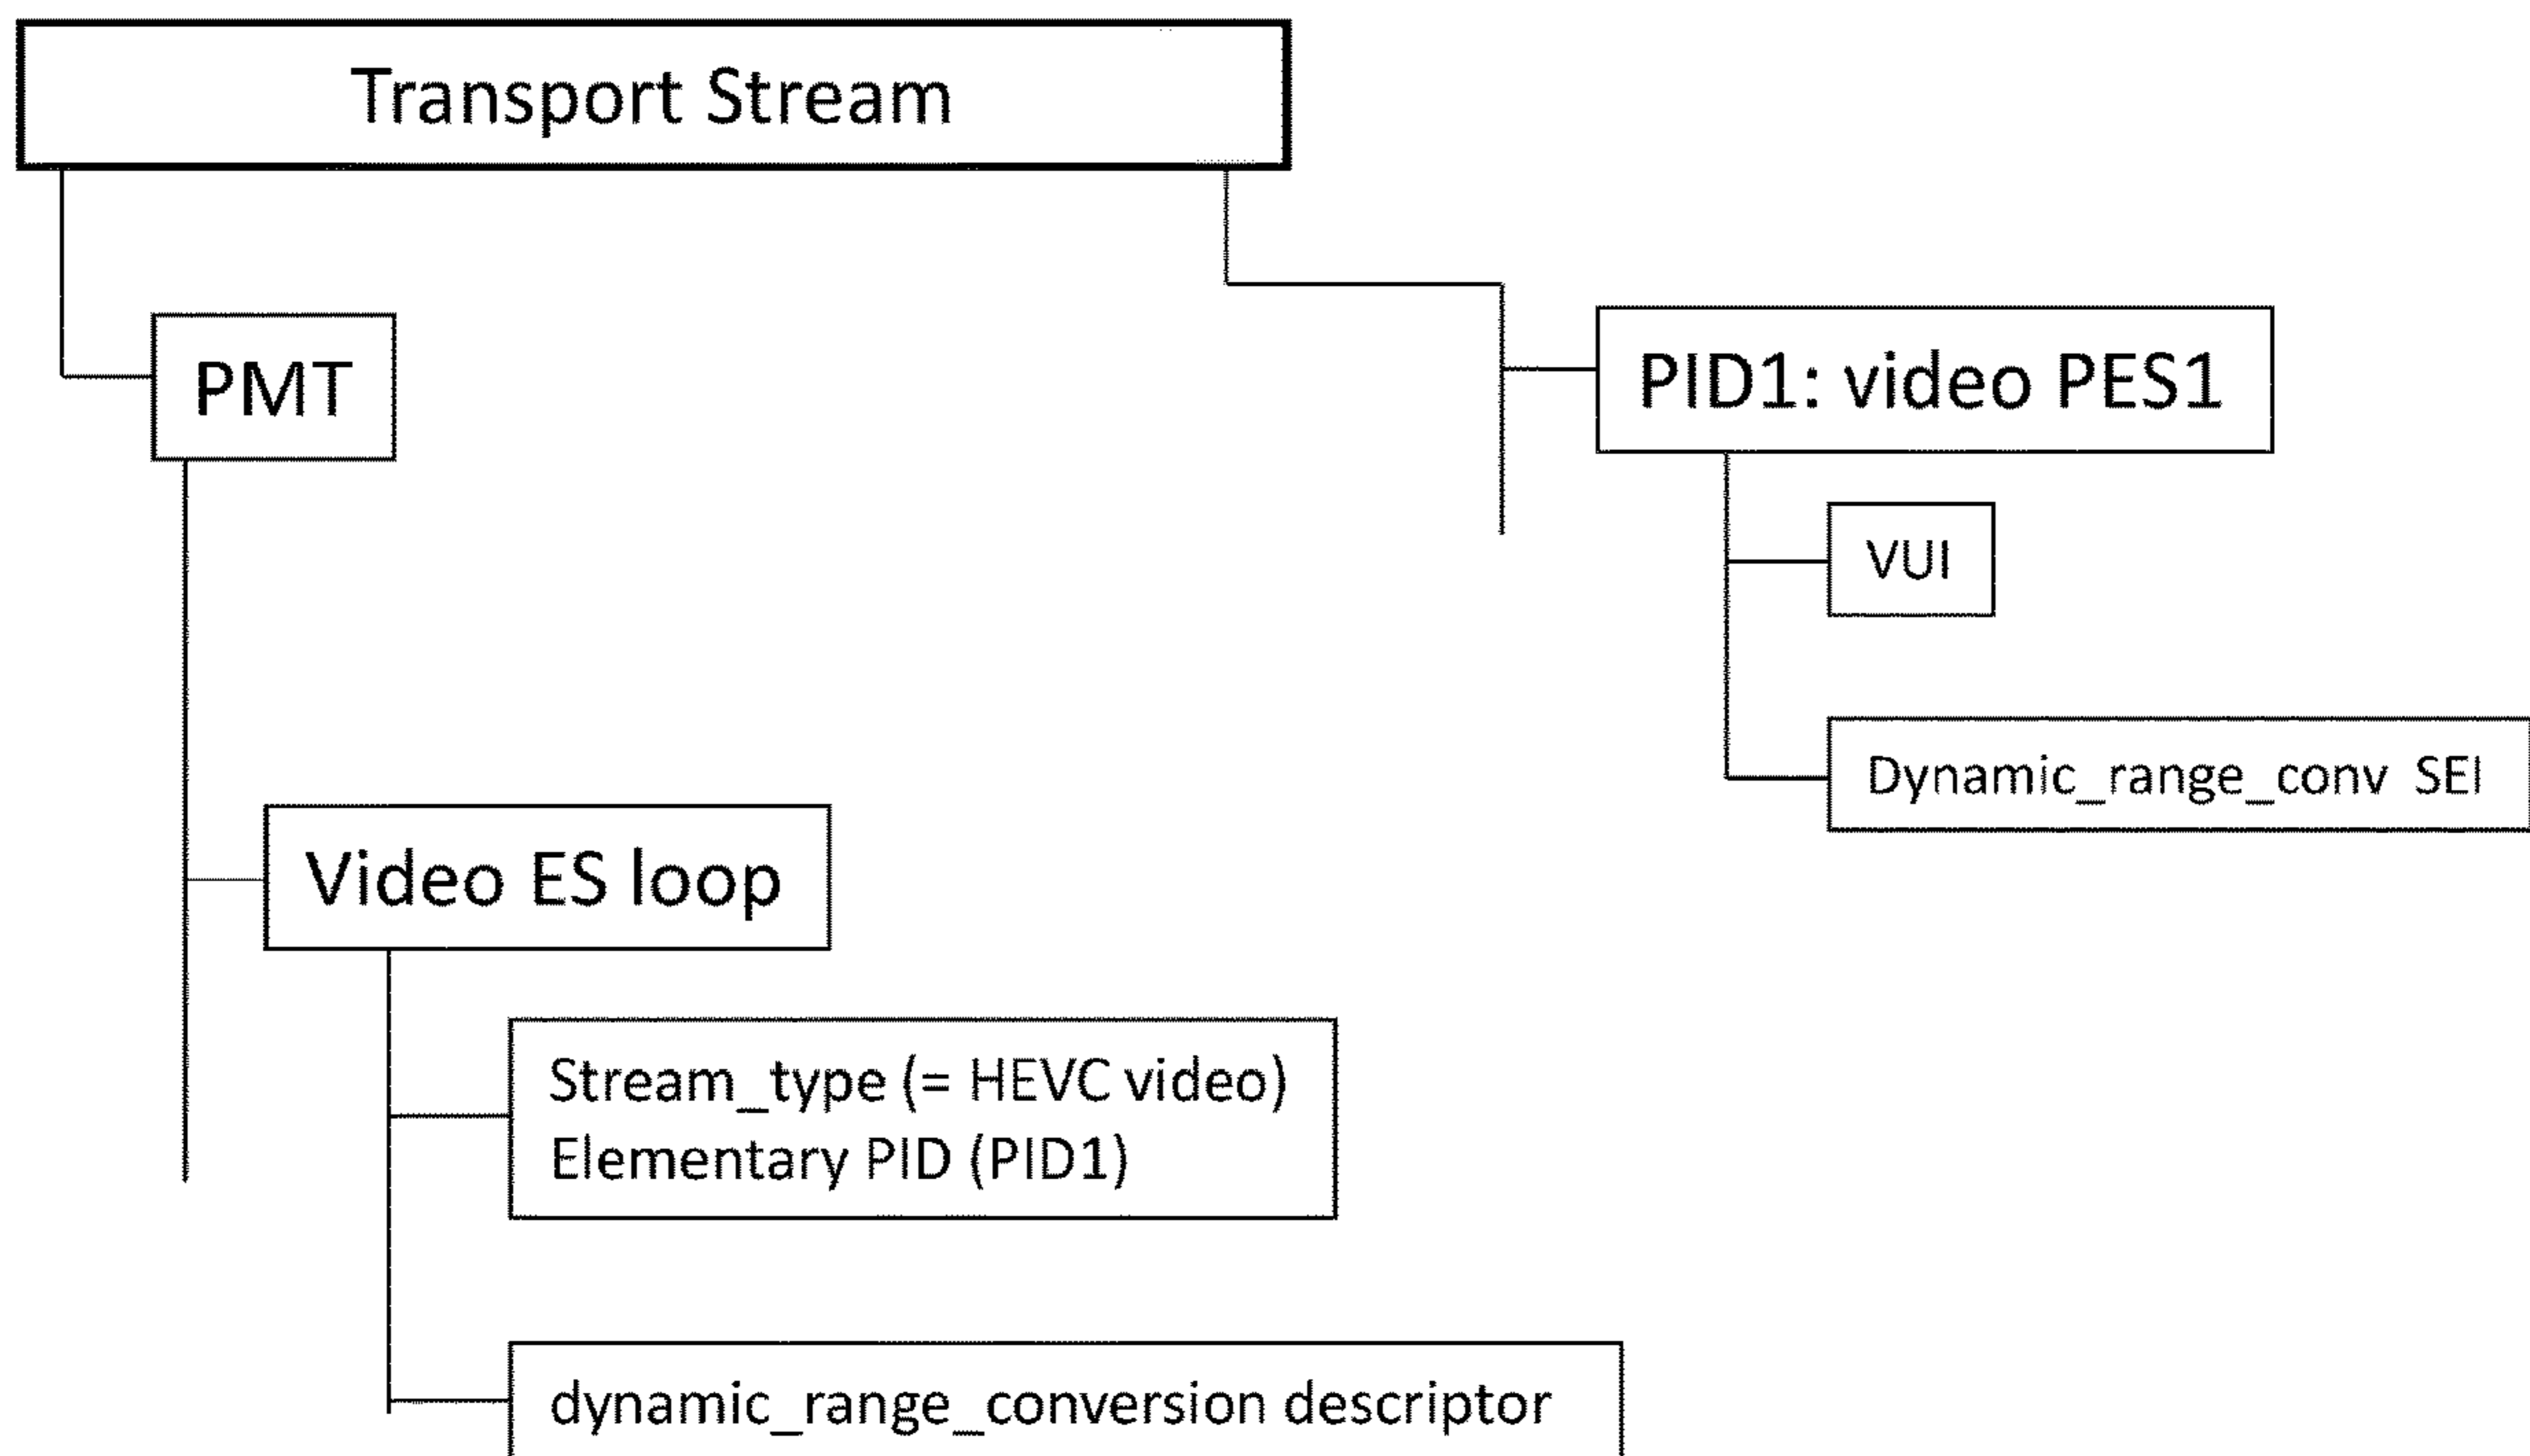 Transport Stream
PMT
PID1: video PES1
VUI
Dynamic_range_conv SEI
Video ES loop
Stream_type (= HEVC video)
Elementary PID (PID1)
dynamic_range_conversion descriptor